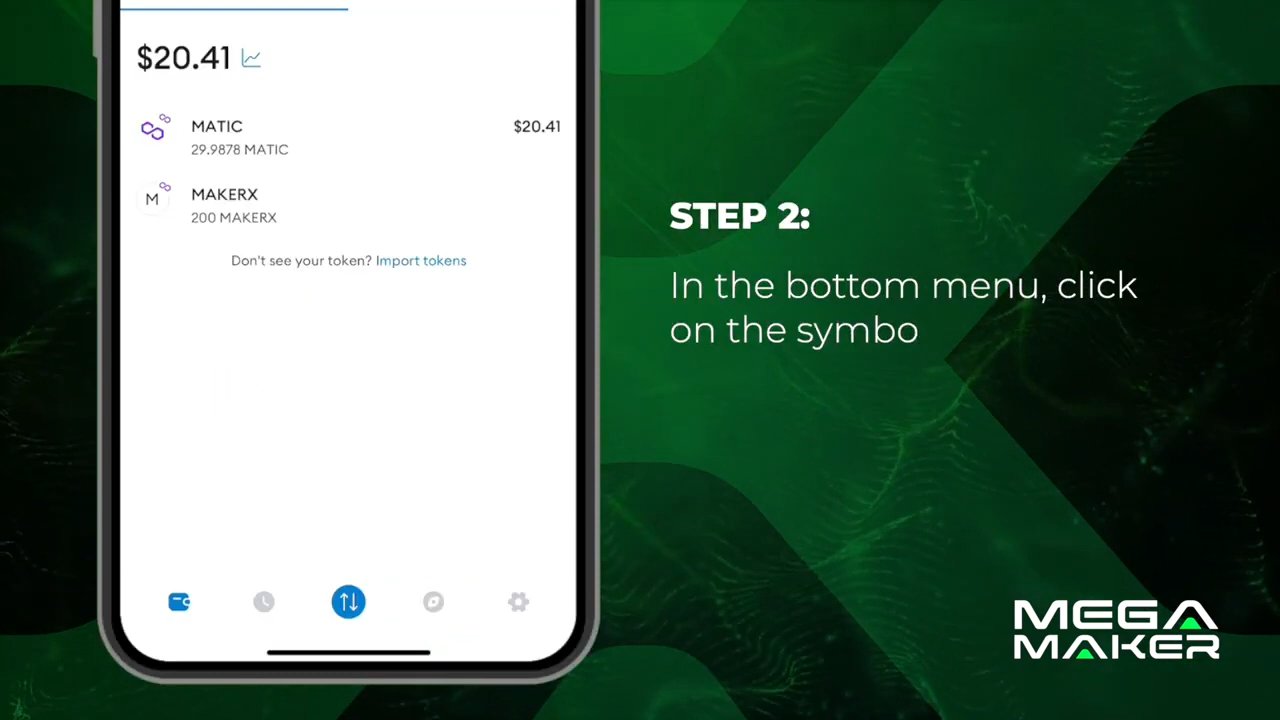 $20.41
MATIC
$20.41
29.9878 MATIC
M
MAKERX
200 MAKERX
Don't see your token? Import tokens
STEP 2:
In the bottom menu, click
on the symbo
MEGA
MAKER